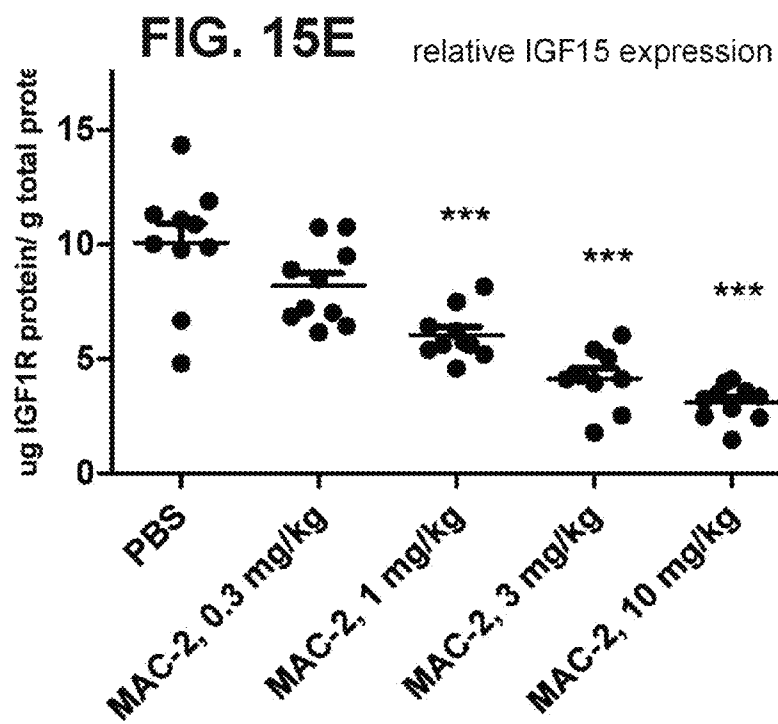 FIG. 15E
relative IGF15 expression
ug IGF1R protein/ g total
15
10
5
0
***
***
***
PBS
MAC-2, 0.3 mg/kg
MAC-2, 1 mg/kg
MAC-2, 3 mg/kg
MAC-2, 10 mg/kg